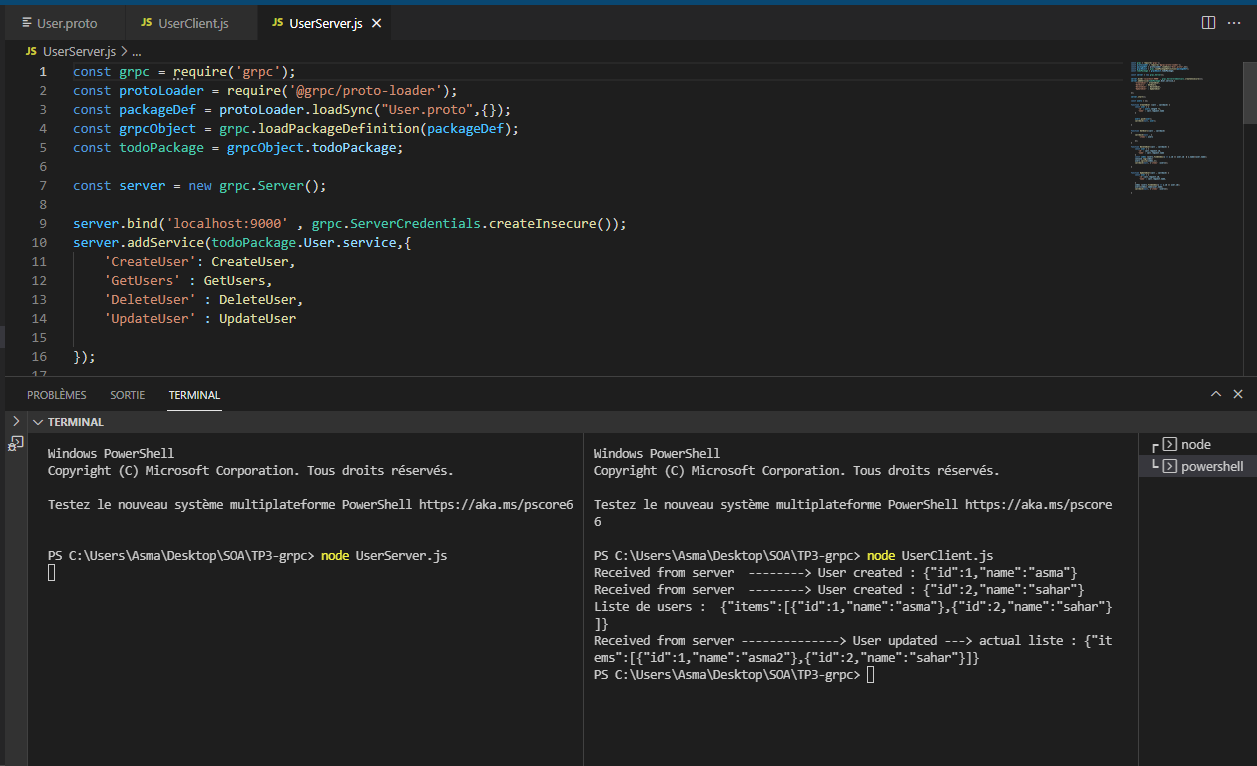 User.proto
JS UserClient.js
JS UserServer.js
JS UserServer.js > ...
1 const grpc = require('grpc');
2 const protoLoader = require('@grpc/proto-loader');
3 const packageDef = protoLoader.loadSync("User.proto",{});
4 const grpcObject = grpc.loadPackageDefinition(packageDef);
5 const todoPackage = grpcObject.todoPackage;
6
7 const server = new grpc.Server();
8
9 server.bind('localhost:9000' , grpc.ServerCredentials.createInsecure());
10 server.addService(todoPackage.User.service,{
11 'CreateUser': CreateUser,
12 'GetUsers' : GetUsers,
13 'DeleteUser' : DeleteUser,
14 'UpdateUser' : UpdateUser
15
16 });
17
PROBLÈMES SORTIE TERMINAL
TERMINAL
Windows PowerShell
Copyright (C) Microsoft Corporation. Tous droits réservés.
Testez le nouveau système multiplateforme PowerShell https://aka.ms/pscore6
PS C:\Users\Asma\Desktop\SOA\TP3-grpc> node UserServer.js
Windows PowerShell
Copyright (C) Microsoft Corporation. Tous droits réservés.
Testez le nouveau système multiplateforme PowerShell https://aka.ms/pscore
6
PS C:\Users\Asma\Desktop\SOA\TP3-grpc> node UserClient.js
Received from server  --------> User created : {"id":1,"name":"asma"}
Received from server  --------> User created : {"id":2,"name":"sahar"}
Liste de users :  {"items":[{"id":1,"name":"asma"},{"id":2,"name":"sahar"}
]}
Received from server --------------> User updated ---> actual liste : {"it
ems":[{"id":1,"name":"asma2"},{"id":2,"name":"sahar"}]}
PS C:\Users\Asma\Desktop\SOA\TP3-grpc>
node
powershell